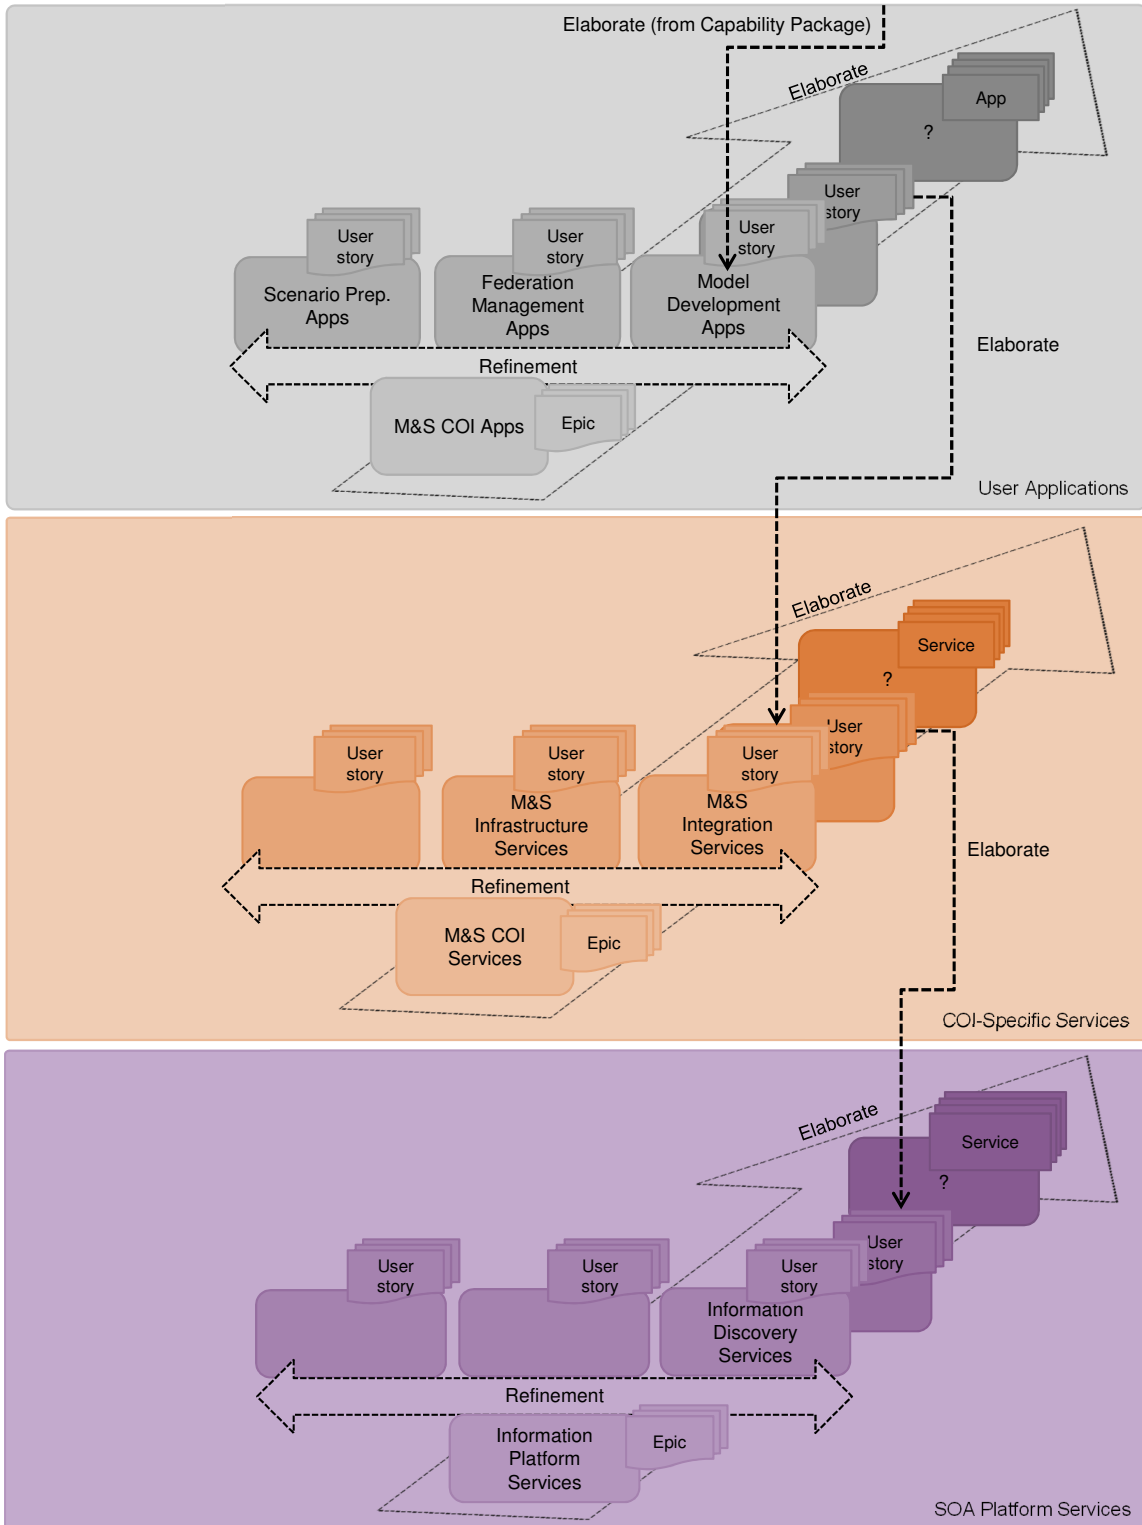 Elaborate (from Capability Package)
Elaborate
App
?
User
story
User
story
User
story
User
story
Scenario Prep.
Apps
Federation
Management
Apps
Model
Development
Apps
Elaborate
Refinement
M&S COI Apps
Epic
User Applications
Elaborate
Service
?
User
story
User
story
User
story
User
story
M&S
Infrastructure
Services
M&S
Integration
Services
Elaborate
Refinement
M&S COI
Services
Epic
COI-Specific Services
Elaborate
Service
?
User
story
User
story
User
story
User
story
Information
Discovery
Services
Refinement
Information
Platform
Services
Epic
SOA Platform Services